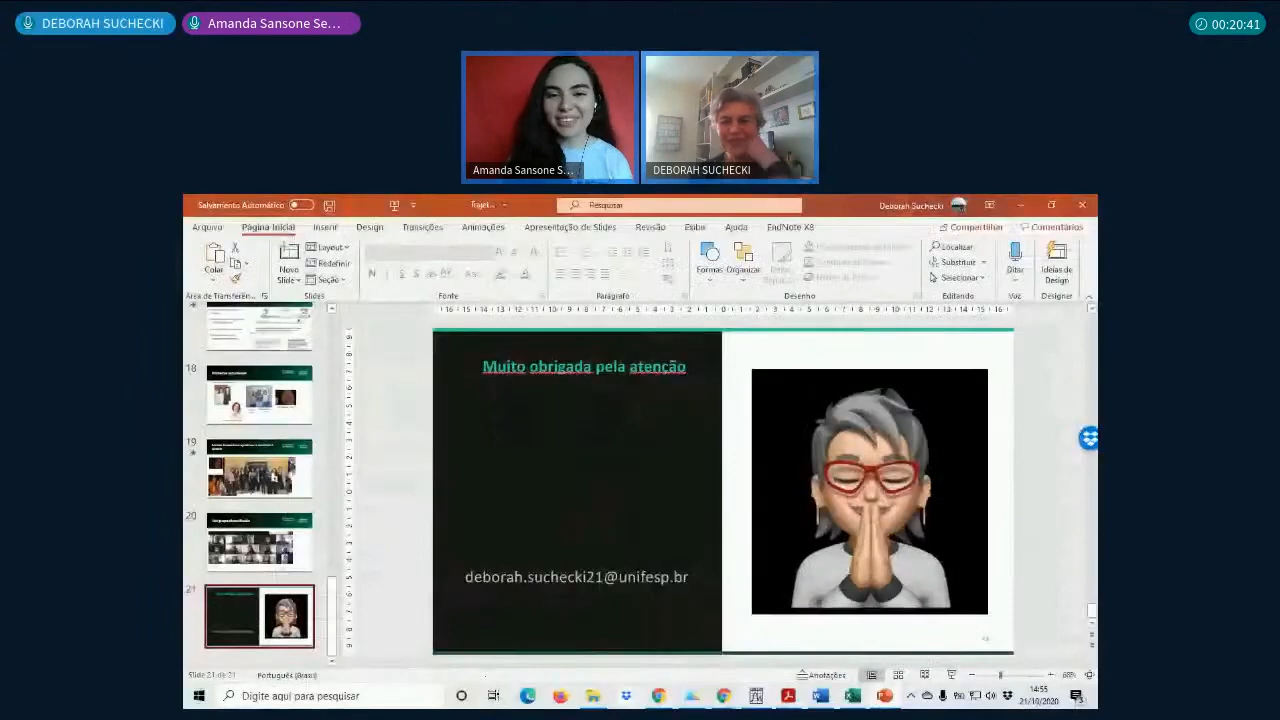 DEBORAH SUCHECKI
Amanda Sansone Se...
00:20:41
Amanda Sansone S...
DEBORAH SUCHECKI
Salvamento Automático
Pesquisar
Deborah Suchecki
Arquivo Página Inicial Inserir Design Transições Animações Apresentação de Slides Revisão Exibir Ajuda EndNote X8
Compartilhar Comentários
Colar
Novo
Slide
Layout
Redefinir
Seção
Formas Organizar
Localizar
Substituir
Selecionar
Ditar
Ideias de
Design
Área de Transferên... Slides Fonte Parágrafo Desenho Editando Voz Designer
18
19
20
21
Muito obrigada pela atenção
deborah.suchecki21@unifesp.br
Slide 21 de 21 Português (Brasil)
Anotações
68%
Digite aqui para pesquisar
14:55
21/10/2020